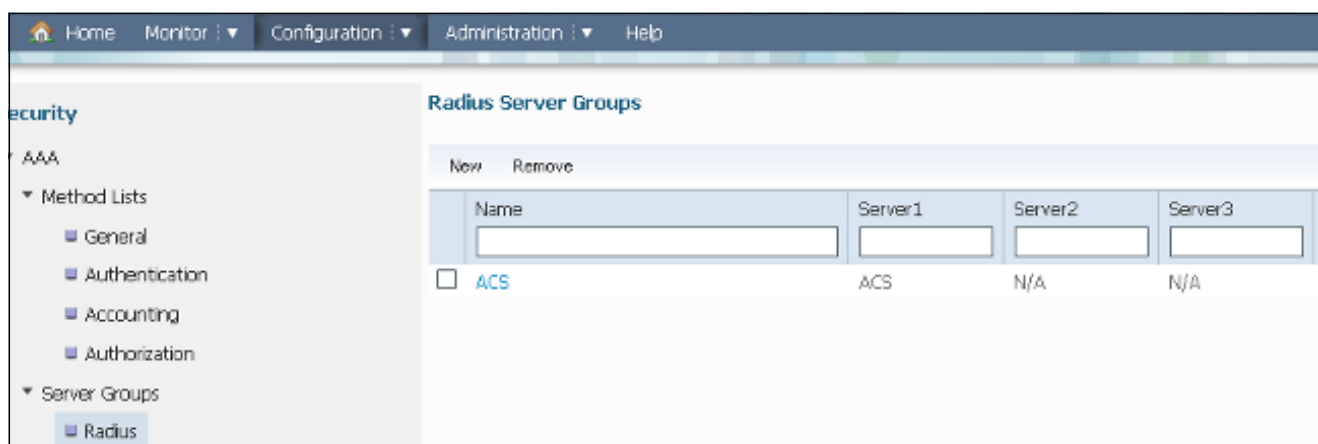 Home Monitor Configuration Administration Help
ecurity
AAA
Method Lists
General
Authentication
Accounting
Authorization
Server Groups
Radius
Radius Server Groups
New Remove
Name Server1 Server2 Server3
ACS ACS N/A N/A